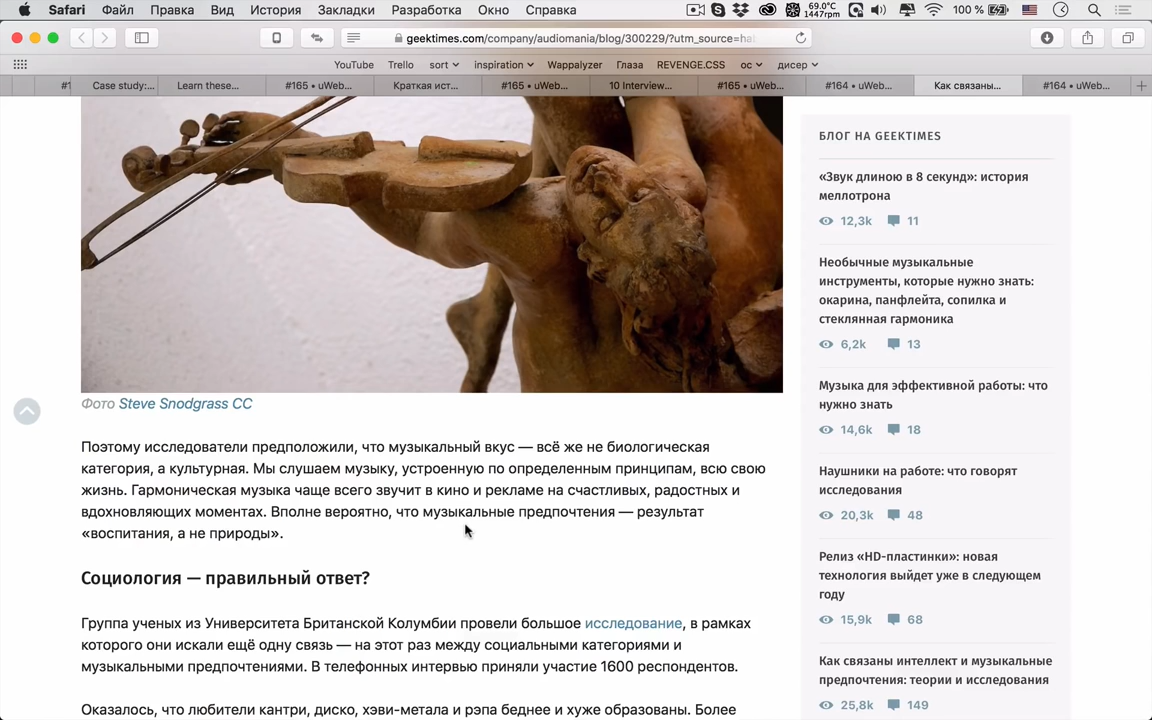 Safari Файл Правка Вид История Закладки Разработка Окно Справка 69.0°C 1447rpm 100 %
geektimes.com/company/audiomania/blog/300229/?utm_source=ha
YouTube Trello sort inspiration Wappalyzer Глаза REVENGE.CSS ос дисер
#1 Case study:... Learn these... #165 • uWeb... Краткая ист... #165 • uWeb... 10 Interview... #165 • uWeb... #164 • uWeb... Как связаны... #164 • uWeb...
Фото Steve Snodgrass CC
Поэтому исследователи предположили, что музыкальный вкус — всё же не биологическая
категория, а культурная. Мы слушаем музыку, устроенную по определенным принципам, всю свою
жизнь. Гармоническая музыка чаще всего звучит в кино и рекламе на счастливых, радостных и
вдохновляющих моментах. Вполне вероятно, что музыкальные предпочтения — результат
«воспитания, а не природы».
Социология — правильный ответ?
Группа ученых из Университета Британской Колумбии провели большое исследование, в рамках
которого они искали ещё одну связь — на этот раз между социальными категориями и
музыкальными предпочтениями. В телефонных интервью приняли участие 1600 респондентов.
Оказалось, что любители кантри, диско, хэви-метала и рэпа беднее и хуже образованы. Более
БЛОГ НА GEEKTIMES
«Звук длиною в 8 секунд»: история
меллотрона
12,3k 11
Необычные музыкальные
инструменты, которые нужно знать:
окарина, панфлейта, сопилка и
стеклянная гармоника
6,2k 13
Музыка для эффективной работы: что
нужно знать
14,6k 18
Наушники на работе: что говорят
исследования
20,3k 48
Релиз «HD-пластинки»: новая
технология выйдет уже в следующем
году
15,9k 68
Как связаны интеллект и музыкальные
предпочтения: теории и исследования
25,8k 149